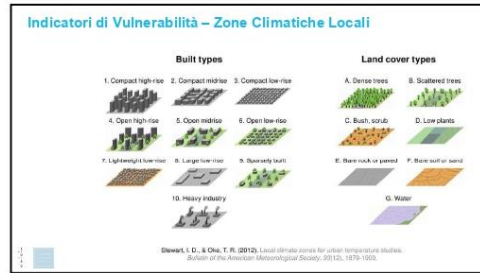 Indicatori di Vulnerabilità – Zone Climatiche Locali
Built types
1. Compact high-rise 2. Compact midrise 3. Compact low-rise
4. Open high-rise 5. Open midrise 6. Open low-rise
7. Lightweight low-rise 8. Large low-rise 9. Sparsely built
10. Heavy industry
Land cover types
A. Dense trees B. Scattered trees
C. Bush, scrub D. Low plants
E. Bare rock or paved F. Bare soil or sand
G. Water
Stewart, I. D., & Oke, T. R. (2012). Local climate zones for urban temperature studies.
Bulletin of the American Meteorological Society, 93(12), 1879-1900.